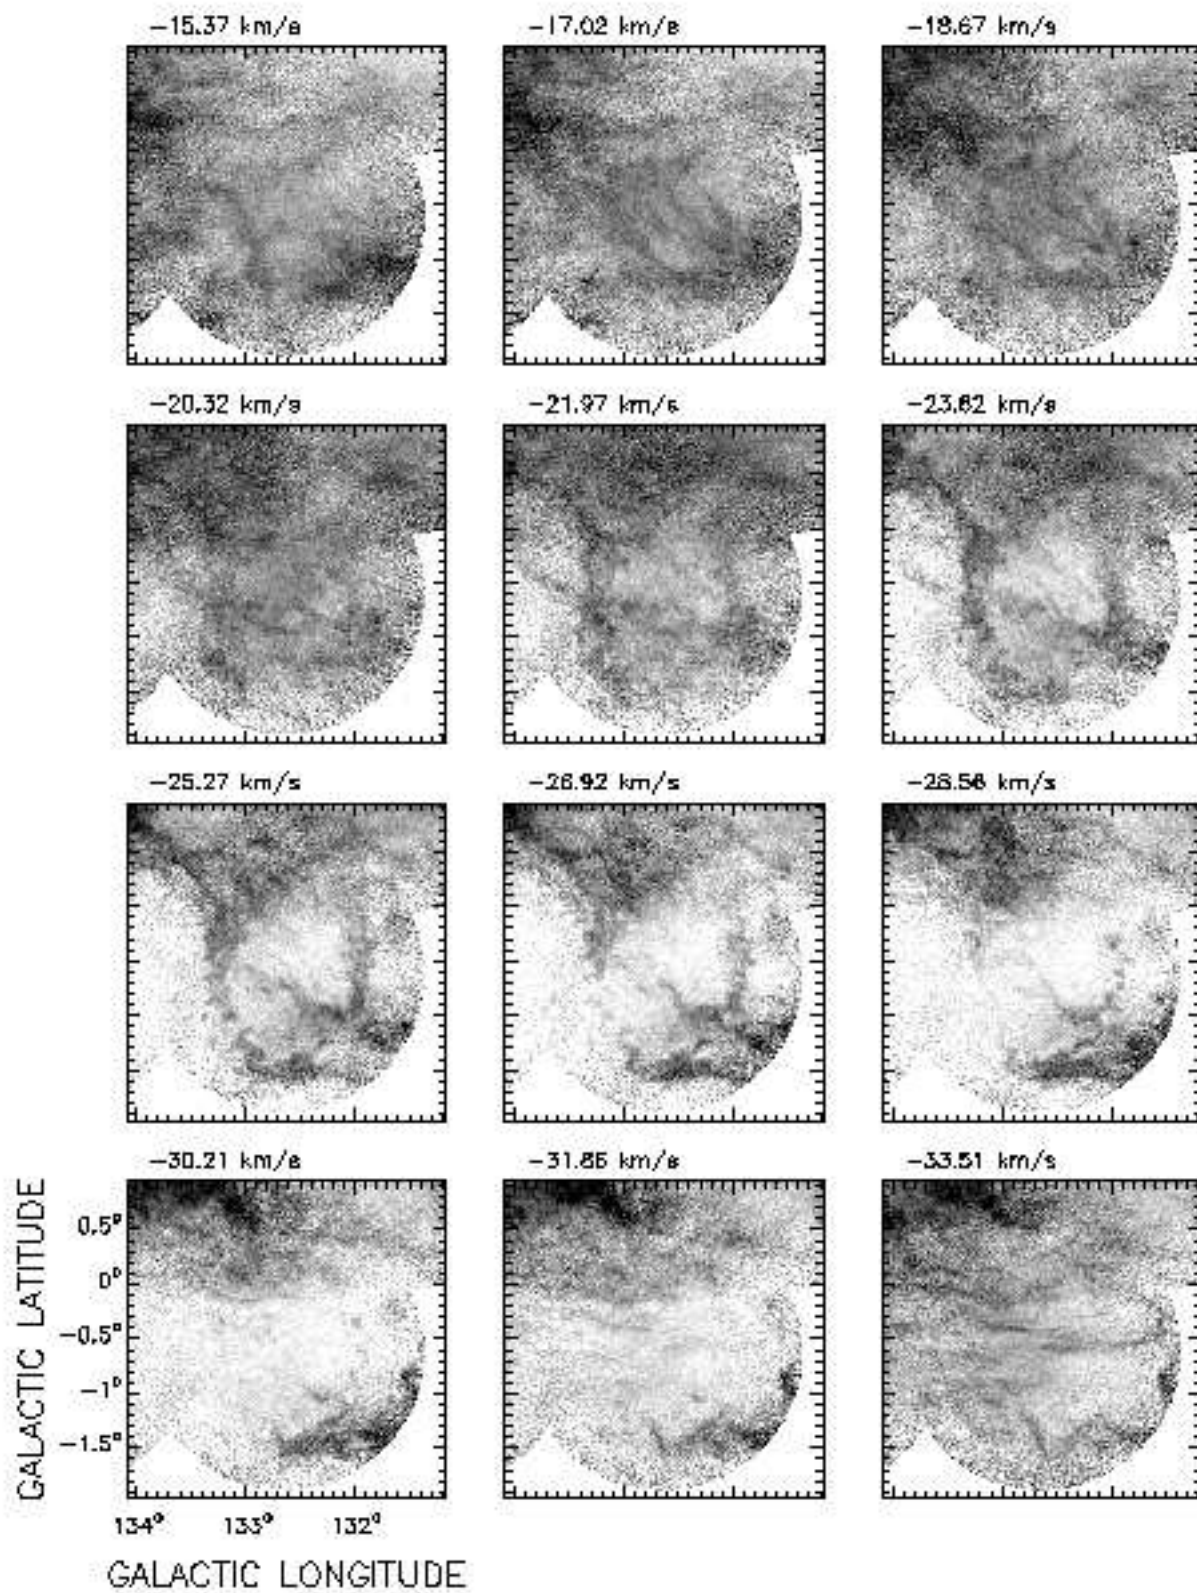 −15.37 km/s −17.02 km/s −18.67 km/s
−20.32 km/s −21.97 km/s −23.62 km/s
−25.27 km/s −26.92 km/s −28.56 km/s
−30.21 km/s −31.86 km/s −33.51 km/s
GALACTIC LATITUDE
0.5°
0°
−0.5°
−1°
−1.5°
134° 133° 132°
GALACTIC LONGITUDE